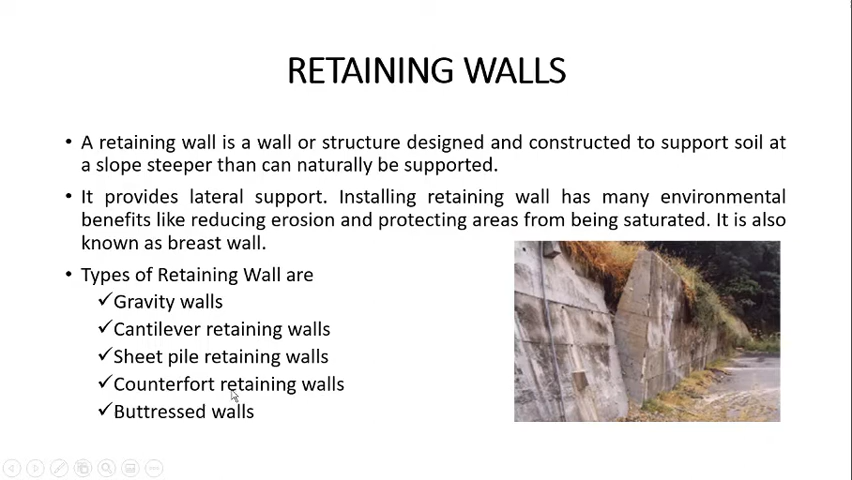 RETAINING WALLS
• A retaining wall is a wall or structure designed and constructed to support soil at
a slope steeper than can naturally be supported.
• It provides lateral support. Installing retaining wall has many environmental
benefits like reducing erosion and protecting areas from being saturated. It is also
known as breast wall.
• Types of Retaining Wall are
✓Gravity walls
✓Cantilever retaining walls
✓Sheet pile retaining walls
✓Counterfort retaining walls
✓Buttressed walls